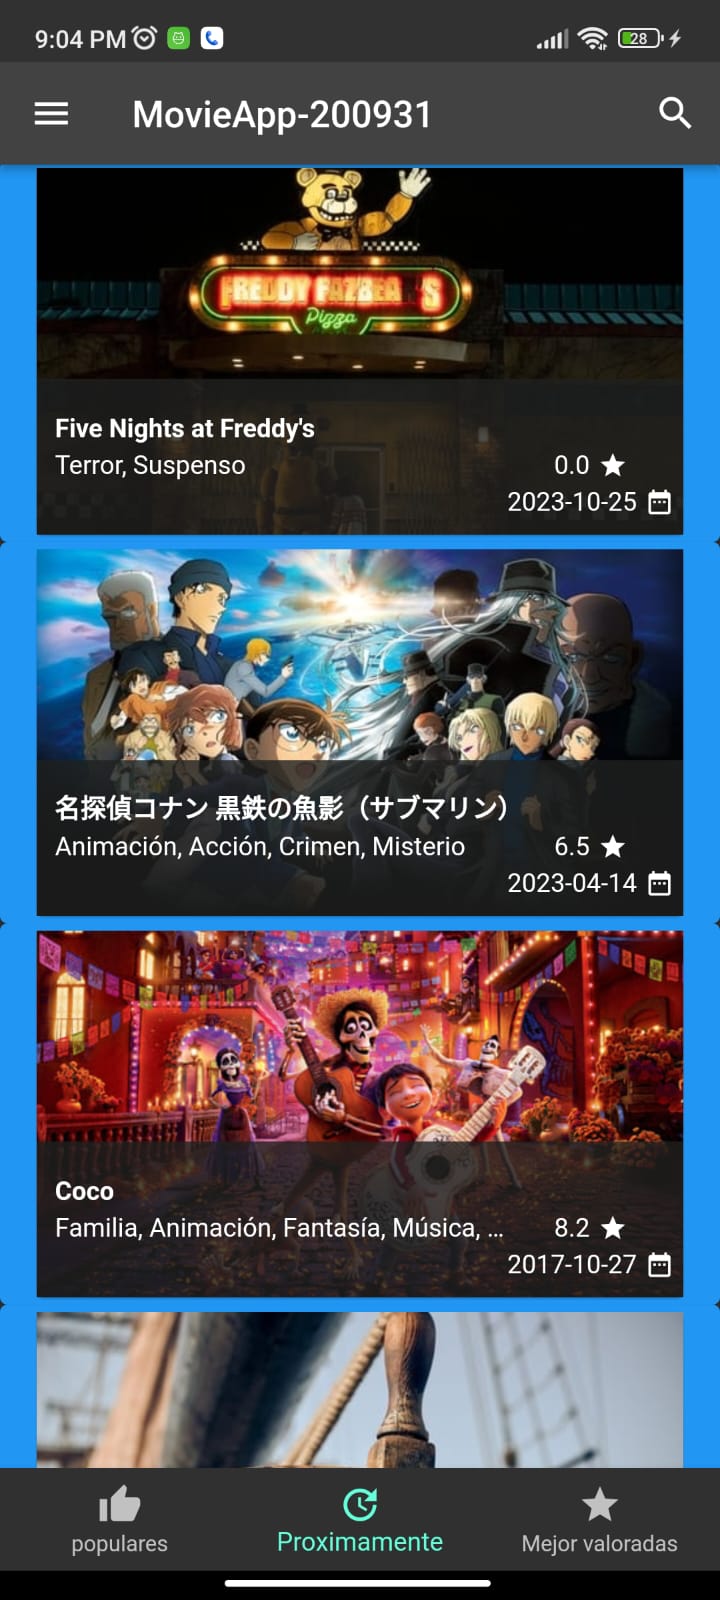 9:04 PM
28
MovieApp-200931
FREDDY FAZBEAR'S
Pizza
Five Nights at Freddy's
Terror, Suspenso
0.0
2023-10-25
名探偵コナン 黒鉄の魚影（サブマリン）
Animación, Acción, Crimen, Misterio
6.5
2023-04-14
Coco
Familia, Animación, Fantasía, Música, ...
8.2
2017-10-27
populares
Proximamente
Mejor valoradas